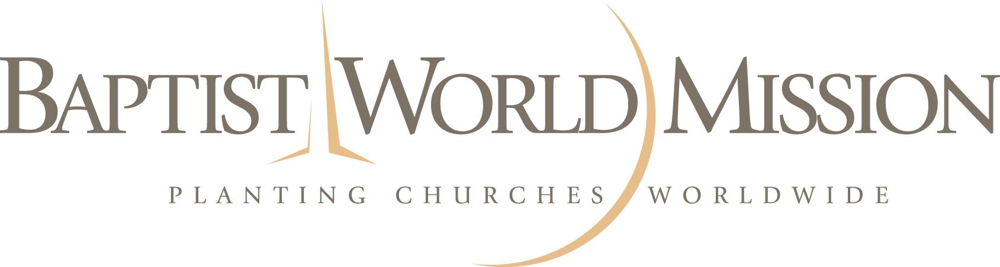 BAPTIST WORLD MISSION
PLANTING CHURCHES WORLDWIDE